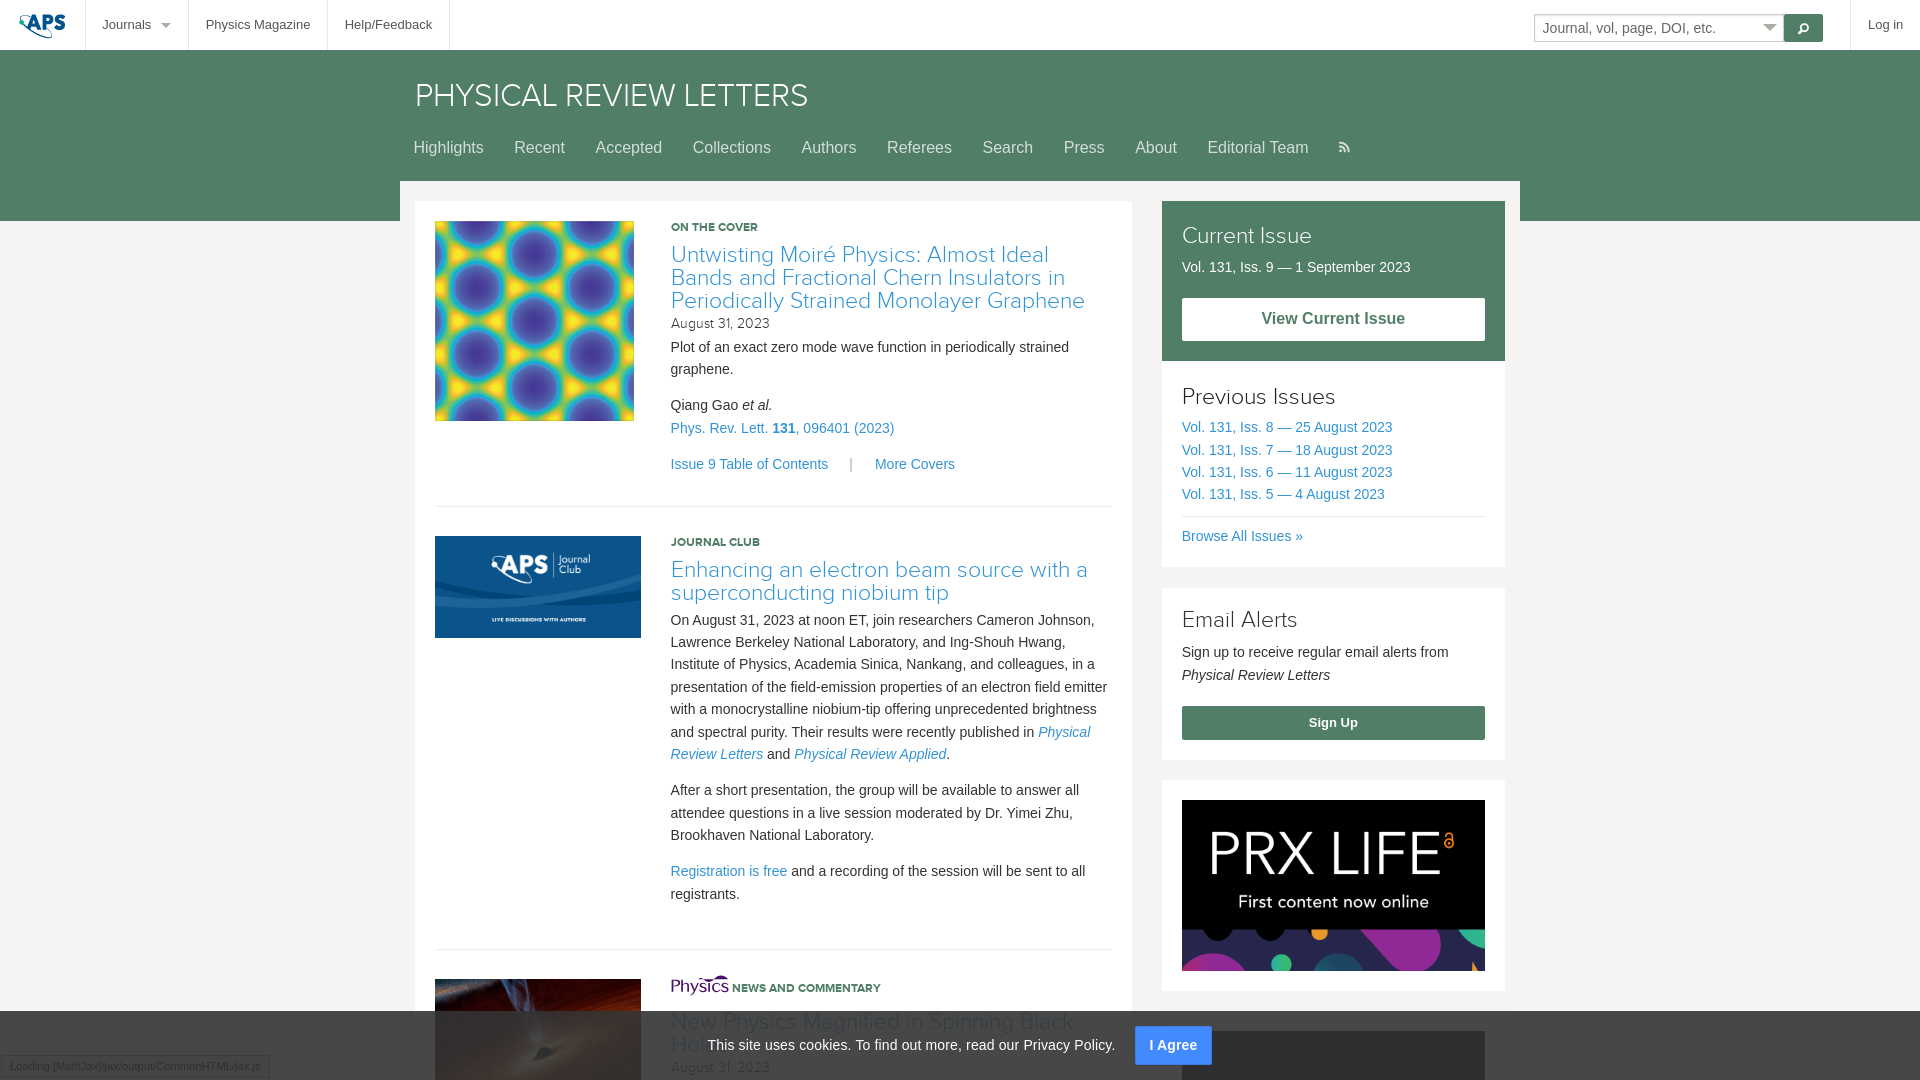 APS
Journals
Physics Magazine
Help/Feedback
Journal, vol, page, DOI, etc.
Log in
PHYSICAL REVIEW LETTERS
Highlights
Recent
Accepted
Collections
Authors
Referees
Search
Press
About
Editorial Team
ON THE COVER
Untwisting Moiré Physics: Almost Ideal
Bands and Fractional Chern Insulators in
Periodically Strained Monolayer Graphene
August 31, 2023
Plot of an exact zero mode wave function in periodically strained
graphene.
Qiang Gao et al.
Phys. Rev. Lett. 131, 096401 (2023)
Issue 9 Table of Contents | More Covers
APS Journal
Club
LIVE DISCUSSIONS WITH AUTHORS
JOURNAL CLUB
Enhancing an electron beam source with a
superconducting niobium tip
On August 31, 2023 at noon ET, join researchers Cameron Johnson,
Lawrence Berkeley National Laboratory, and Ing-Shouh Hwang,
Institute of Physics, Academia Sinica, Nankang, and colleagues, in a
presentation of the field-emission properties of an electron field emitter
with a monocrystalline niobium-tip offering unprecedented brightness
and spectral purity. Their results were recently published in Physical
Review Letters and Physical Review Applied.
After a short presentation, the group will be available to answer all
attendee questions in a live session moderated by Dr. Yimei Zhu,
Brookhaven National Laboratory.
Registration is free and a recording of the session will be sent to all
registrants.
Physics NEWS AND COMMENTARY
New Physics Magnified in Spinning Black
August 31, 2023
Current Issue
Vol. 131, Iss. 9 — 1 September 2023
View Current Issue
Previous Issues
Vol. 131, Iss. 8 — 25 August 2023
Vol. 131, Iss. 7 — 18 August 2023
Vol. 131, Iss. 6 — 11 August 2023
Vol. 131, Iss. 5 — 4 August 2023
Browse All Issues »
Email Alerts
Sign up to receive regular email alerts from
Physical Review Letters
Sign Up
PRX LIFE
First content now online
This site uses cookies. To find out more, read our Privacy Policy.
I Agree
Loading [MathJax]/jax/output/CommonHTML/jax.js